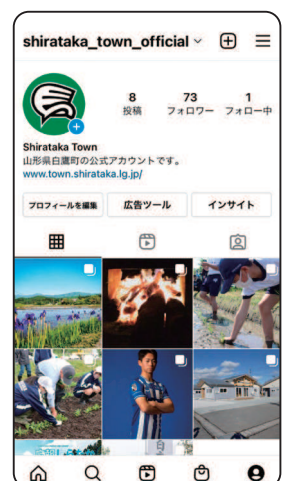 shirataka_town_official
8 73 1
投稿 フォロワー フォロー中
Shirataka Town
山形県白鷹町の公式アカウントです。
www.town.shirataka.lg.jp/
プロフィールを編集 広告ツール インサイト